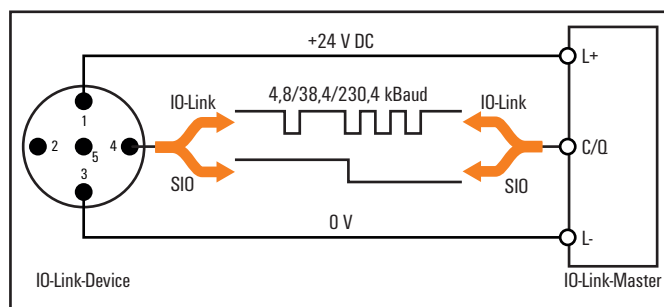 +24 V DC
L+
1
IO-Link
4,8/38,4/230,4 kBaud
IO-Link
2
5
4
C/Q
3
SIO
SIO
0 V
L-
IO-Link-Device
IO-Link-Master